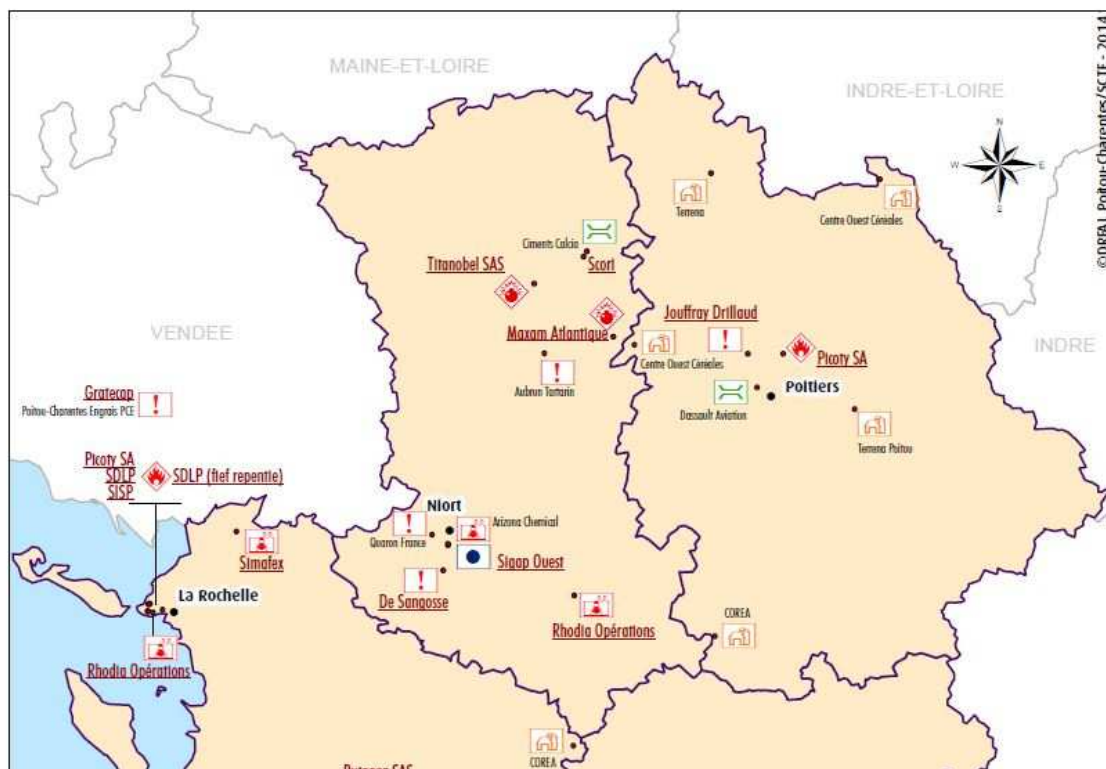 MAINE-ET-LOIRE
INDRE-ET-LOIRE
©DREAL Poitou-Charentes/SCTE - 2014
N
W E
S
Terrena
Centre Ouest Céréales
Ciments Calcia
Scori
Titanobel SAS
VENDEE
Maxam Atlantique
Jouffray Drillaud
INDRE
Centre Ouest Céréales
Picoty SA
Aubrun Tartarin
Poitiers
Gratecap
Poitou-Charentes Engrais PCE
Dassault Aviation
Terrena Poitou
Picoty SA
SDLP
SISP
SDLP (fief repentie)
Niort
Arizona Chemical
Quaron France
Sigap Ouest
Simafex
De Sangosse
La Rochelle
COREA
Rhodia Opérations
Rhodia Opérations
COREA